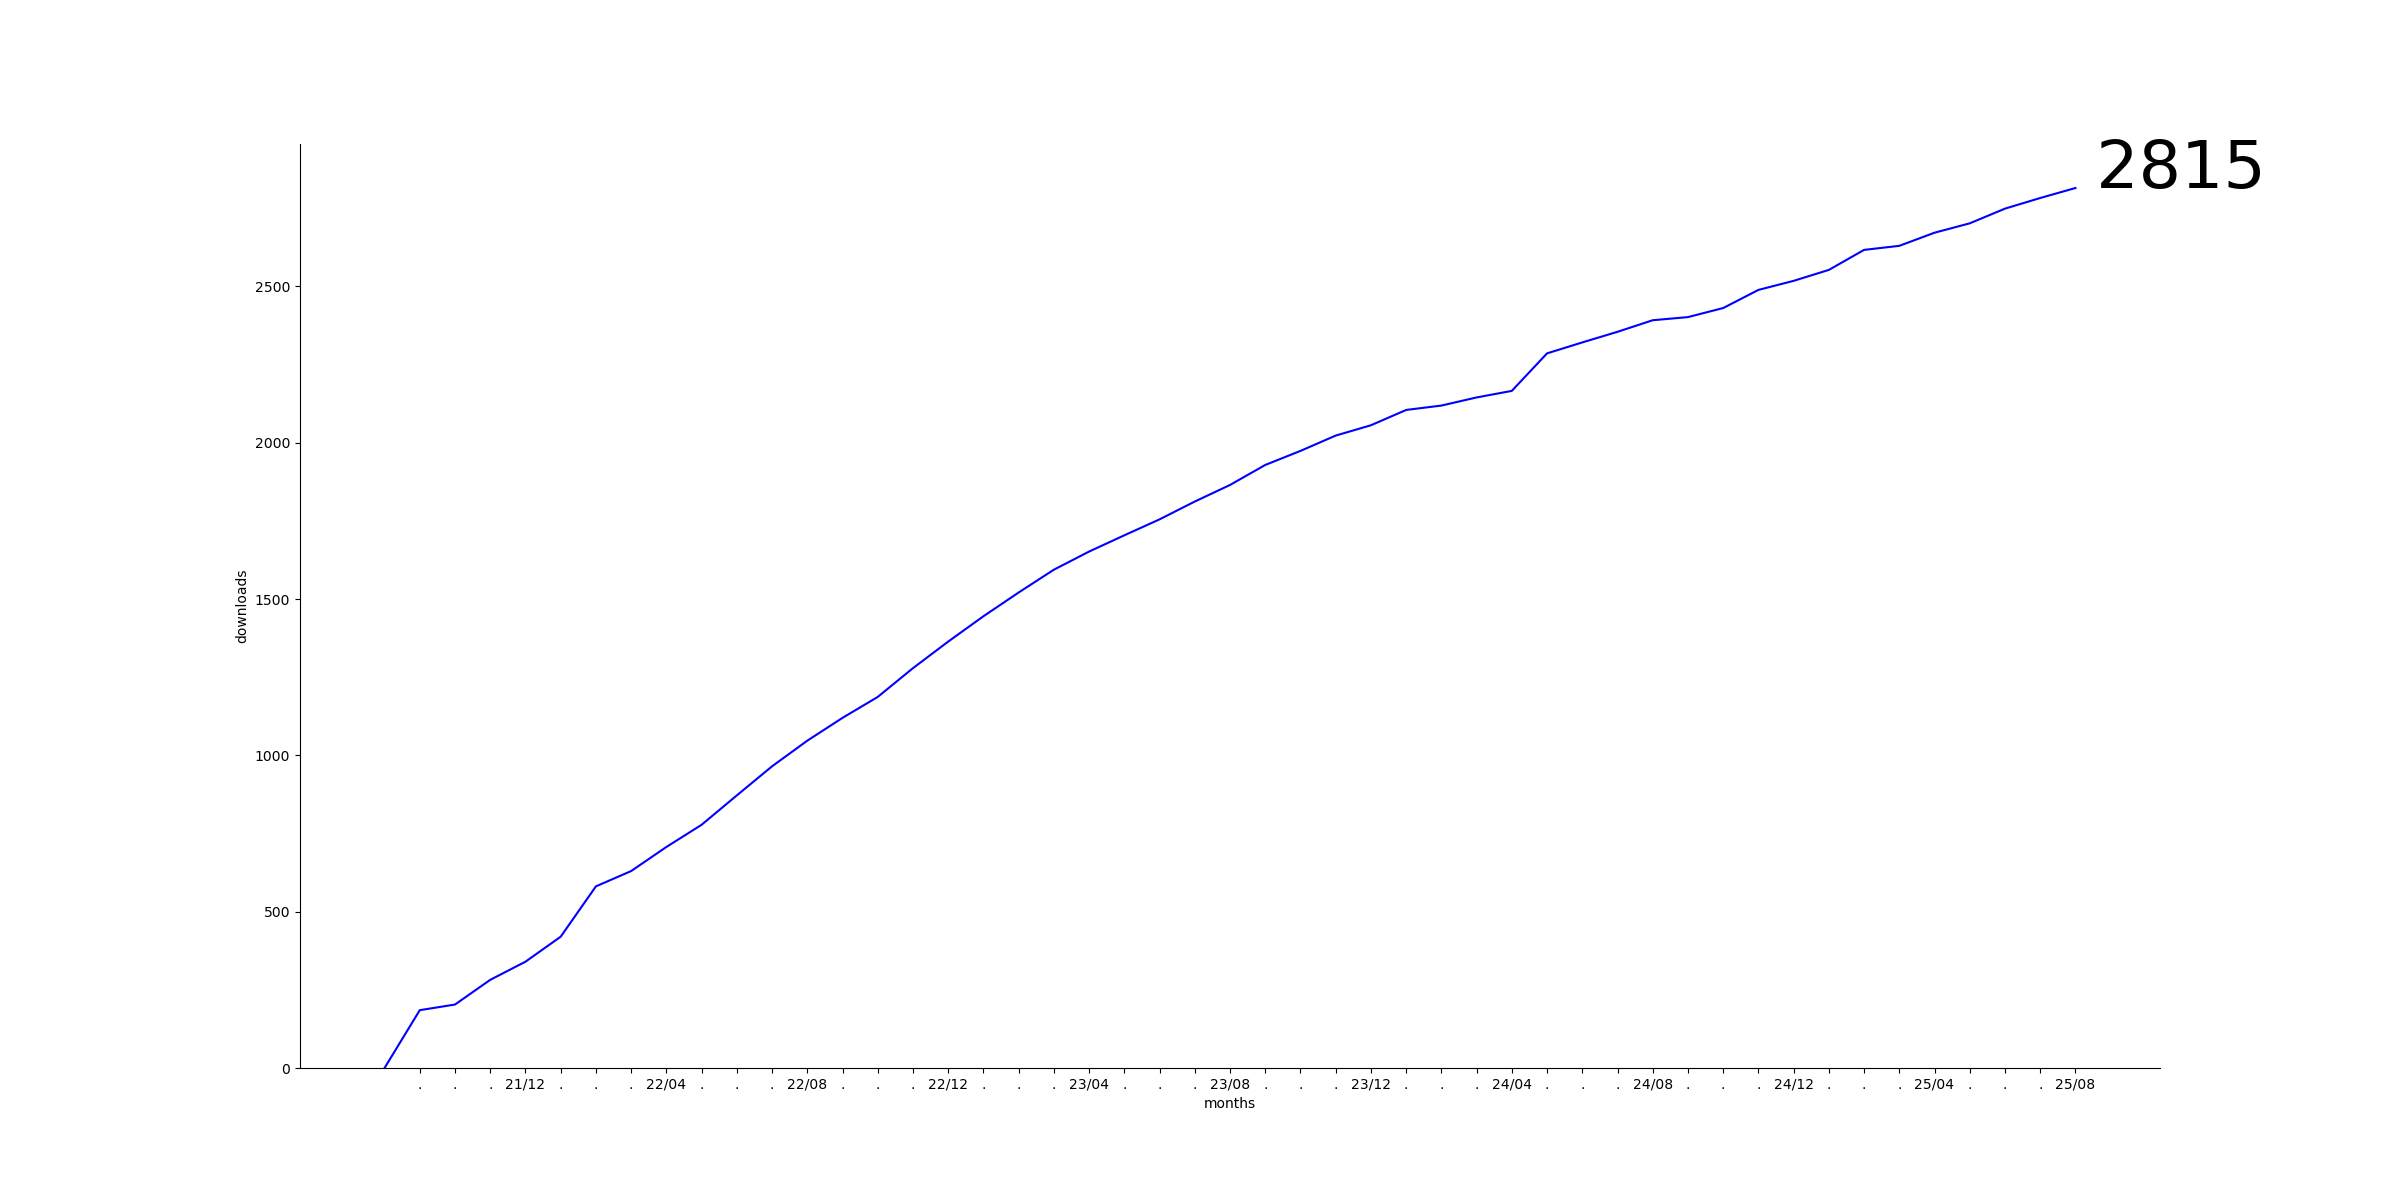 2815
2500
2000
1500
1000
500
0
downloads
. . . 21/12 . . . 22/04 . . . 22/08 . . . 22/12 . . . 23/04 . . . 23/08 . . . 23/12 . . . 24/04 . . . 24/08 . . . 24/12 . . . 25/04 . . . 25/08
months